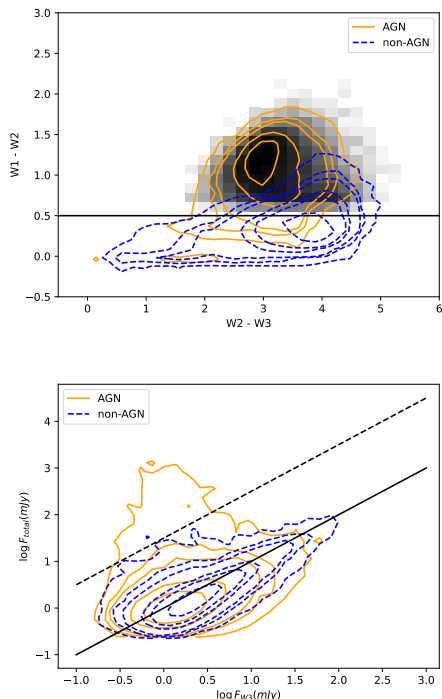 3.0
2.5
2.0
1.5
1.0
0.5
0.0
−0.5
W1 - W2
AGN
non-AGN
0 1 2 3 4 5 6
W2 - W3
4
3
2
1
0
−1
log F_total(mJy)
AGN
non-AGN
−1.0 −0.5 0.0 0.5 1.0 1.5 2.0 2.5 3.0
log F_W3(mJy)